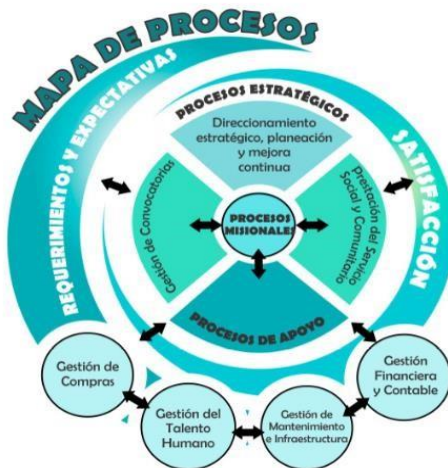 MAPA DE PROCESOS
REQUERIMIENTOS Y EXPECTATIVAS
PROCESOS ESTRATÉGICOS
Direccionamiento
estratégico, planeación
y mejora
continua
SATISFACCIÓN
Gestión de Convocatorias
PROCESOS
MISIONALES
Prestación del Servicio
Social y Comunitario
PROCESOS DE APOYO
Gestión de
Compras
Gestión del
Talento
Humano
Gestión de
Mantenimiento
e Infraestructura
Gestión
Financiera
y Contable